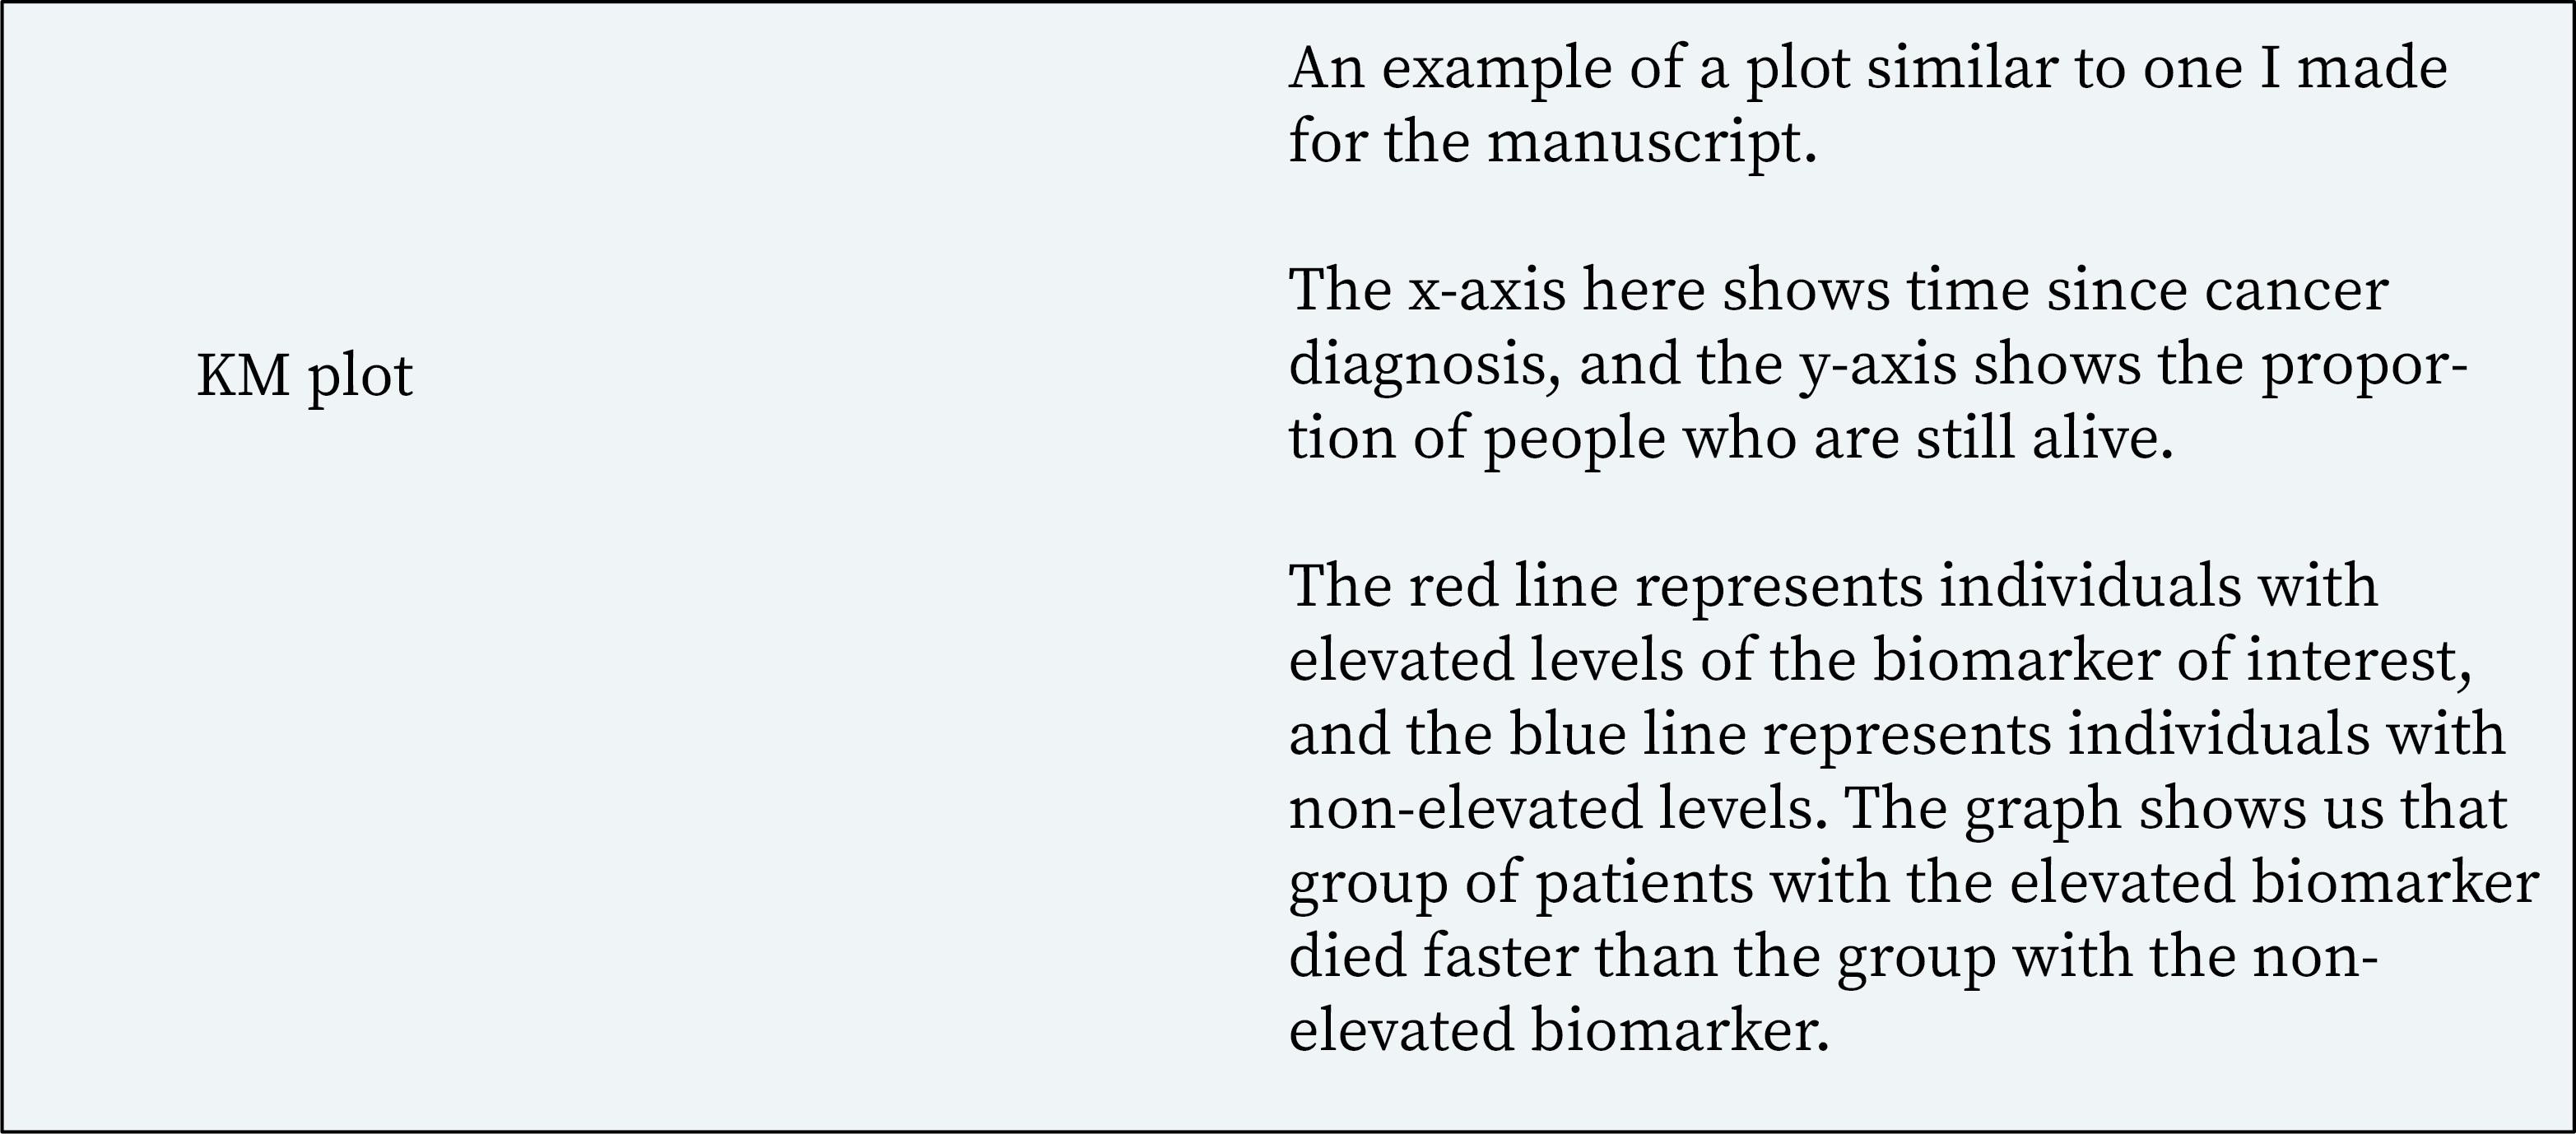 KM plot
An example of a plot similar to one I made
for the manuscript.
The x-axis here shows time since cancer
diagnosis, and the y-axis shows the propor-
tion of people who are still alive.
The red line represents individuals with
elevated levels of the biomarker of interest,
and the blue line represents individuals with
non-elevated levels. The graph shows us that
group of patients with the elevated biomarker
died faster than the group with the non-
elevated biomarker.